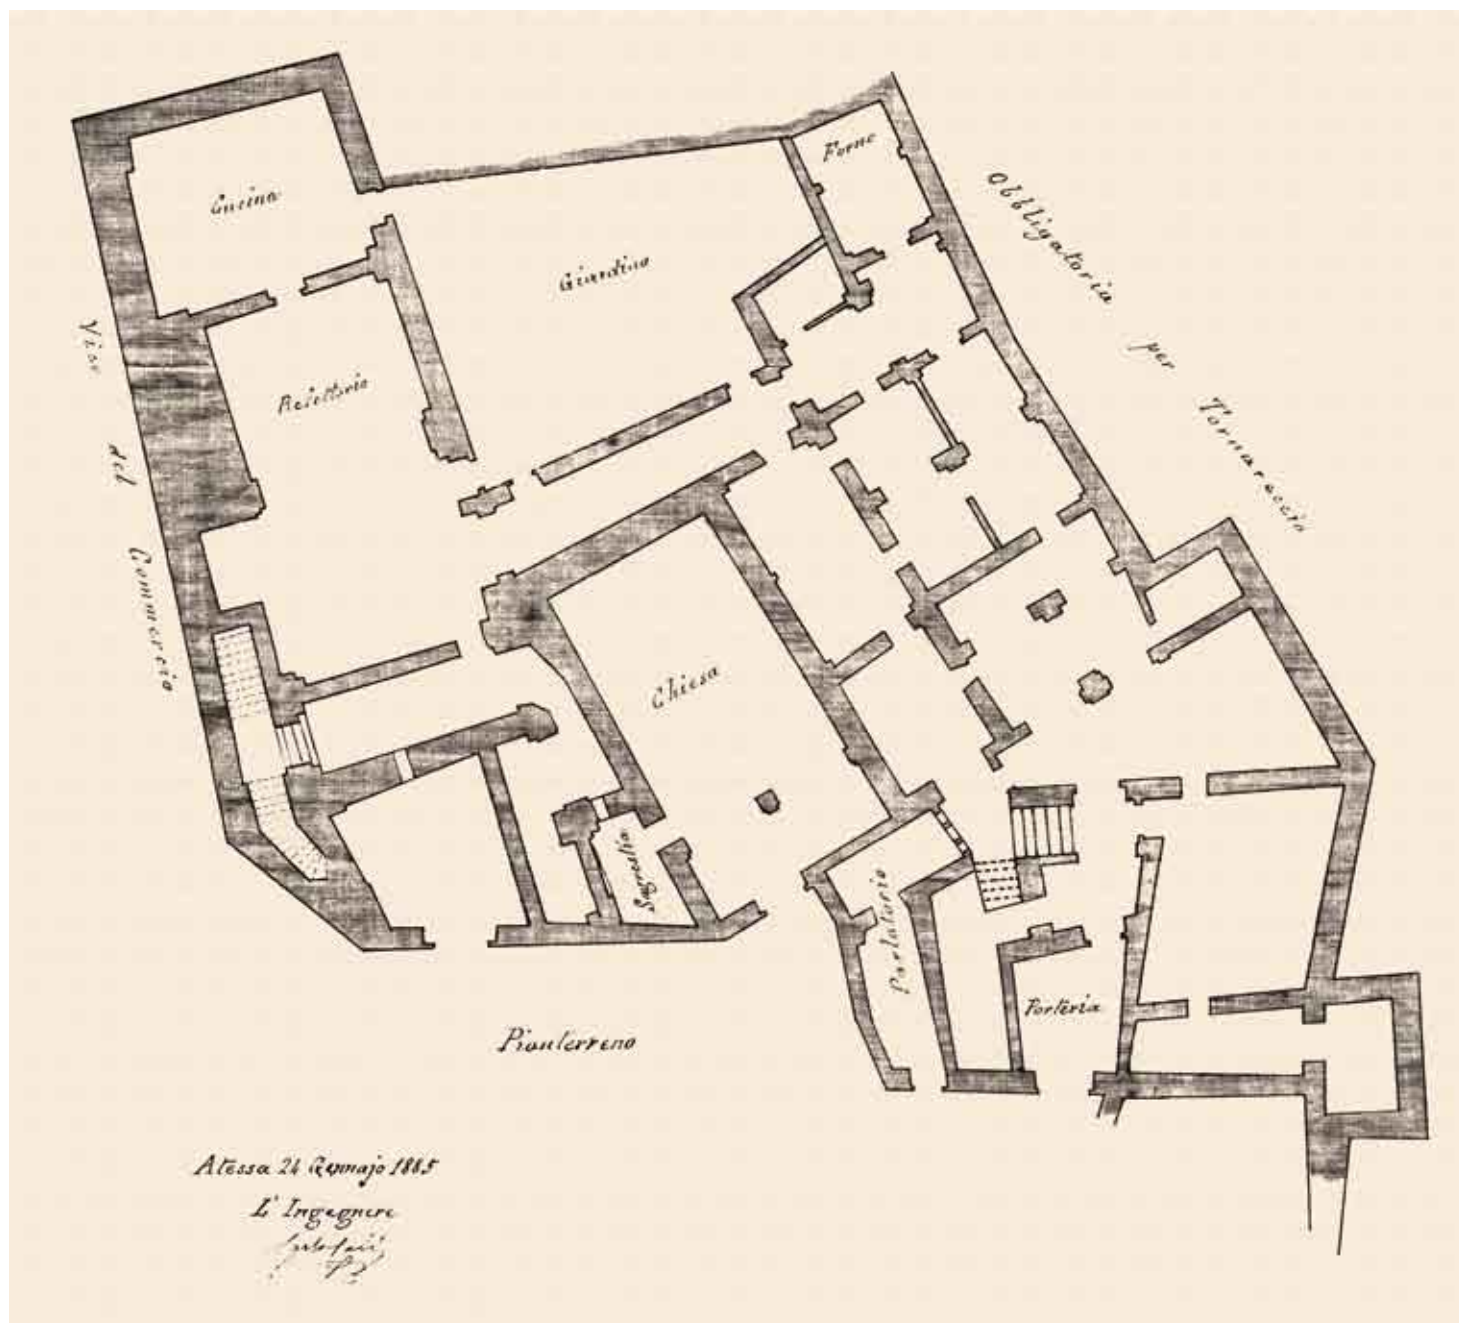 Cucina
Forno
Giardino
Refettorio
Vico del Commercio
Obbligatoria per Tornareccio
Chiesa
Sagrestia
Parlatorio
Porteria
Pianterreno
Atessa 24 Gennajo 1885
L' Ingegnere